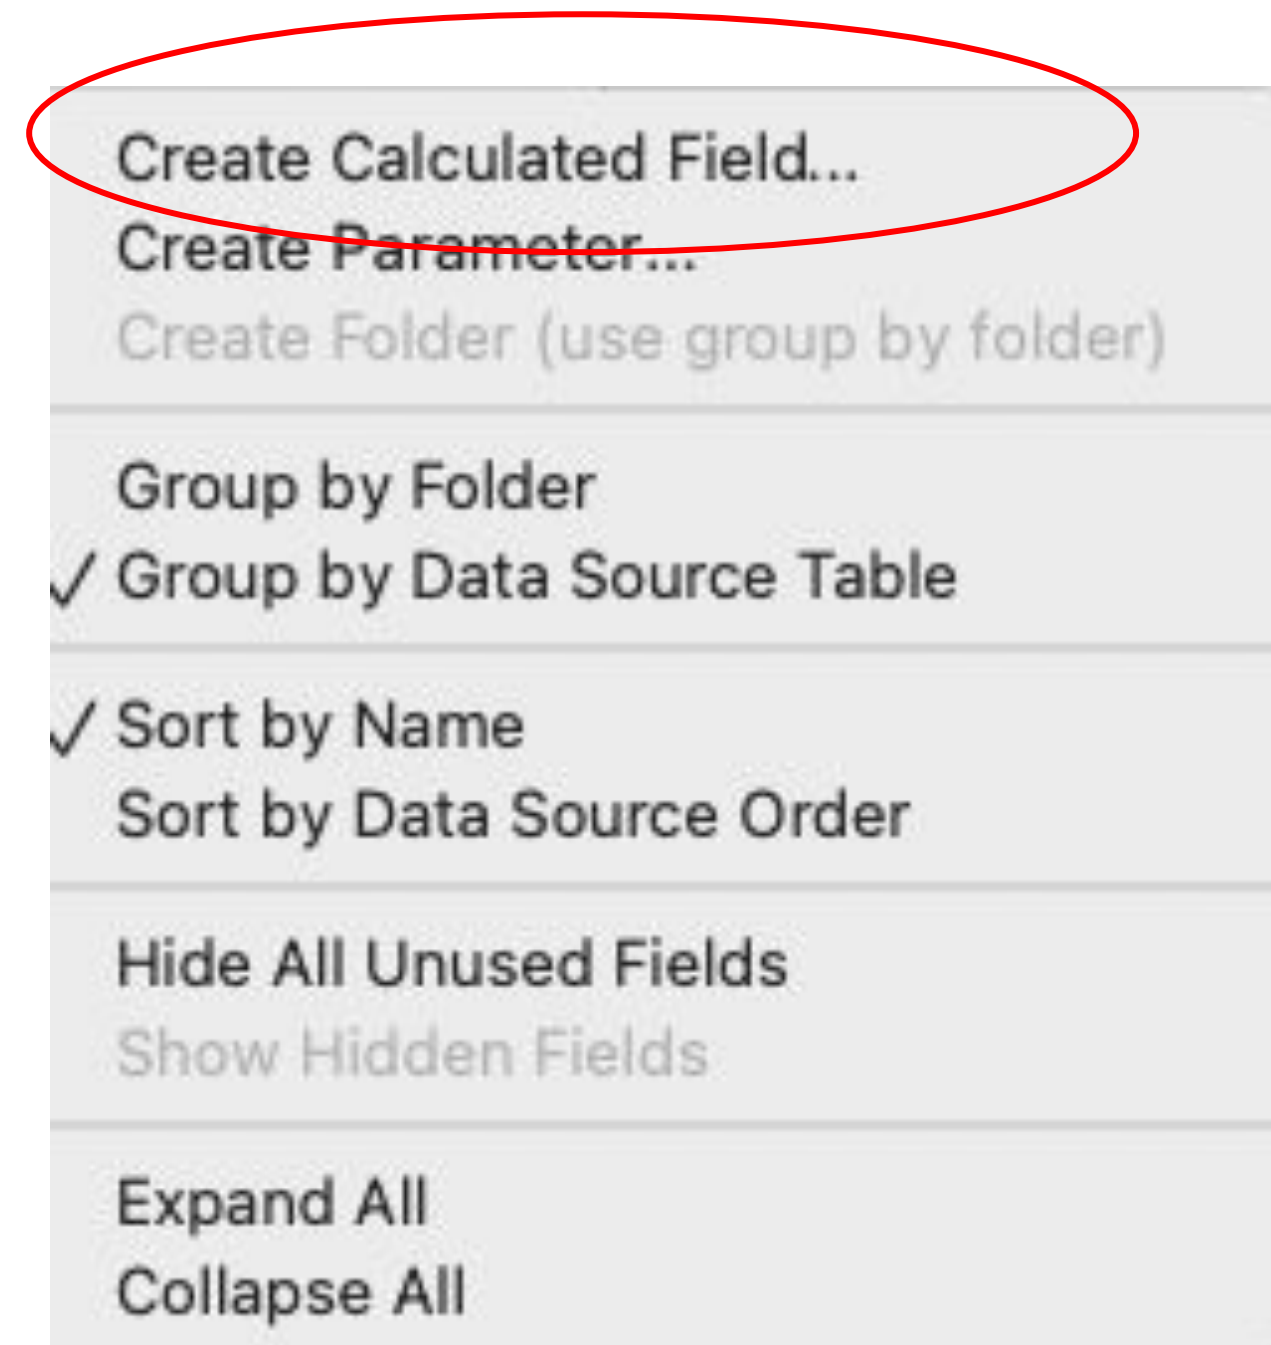 Create Calculated Field...
Create Parameter...
Create Folder (use group by folder)
Group by Folder
✓ Group by Data Source Table
✓ Sort by Name
Sort by Data Source Order
Hide All Unused Fields
Show Hidden Fields
Expand All
Collapse All